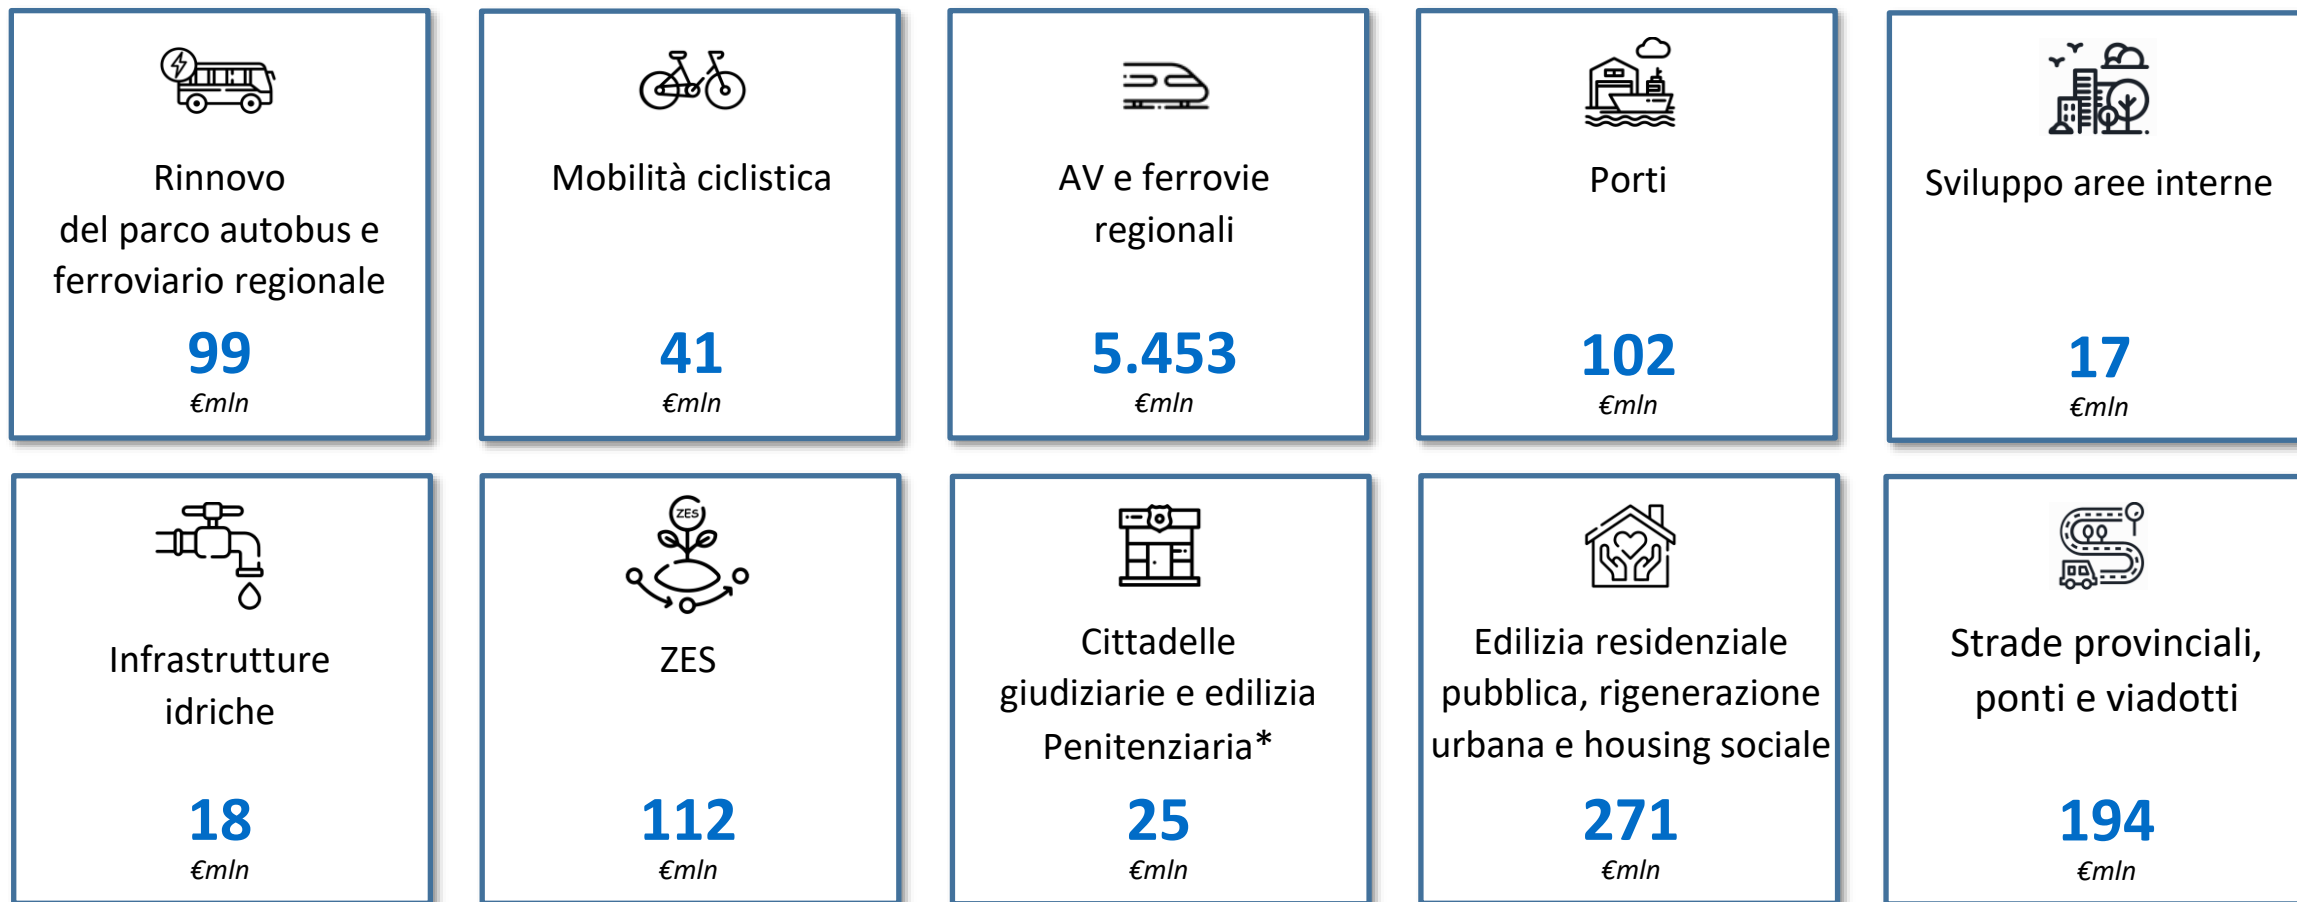 Rinnovo
del parco autobus e
ferroviario regionale
99
€mln
Mobilità ciclistica
41
€mln
AV e ferrovie
regionali
5.453
€mln
Porti
102
€mln
Sviluppo aree interne
17
€mln
Infrastrutture
idriche
18
€mln
ZES
ZES
112
€mln
Cittadelle
giudiziarie e edilizia
Penitenziaria*
25
€mln
Edilizia residenziale
pubblica, rigenerazione
urbana e housing sociale
271
€mln
Strade provinciali,
ponti e viadotti
194
€mln